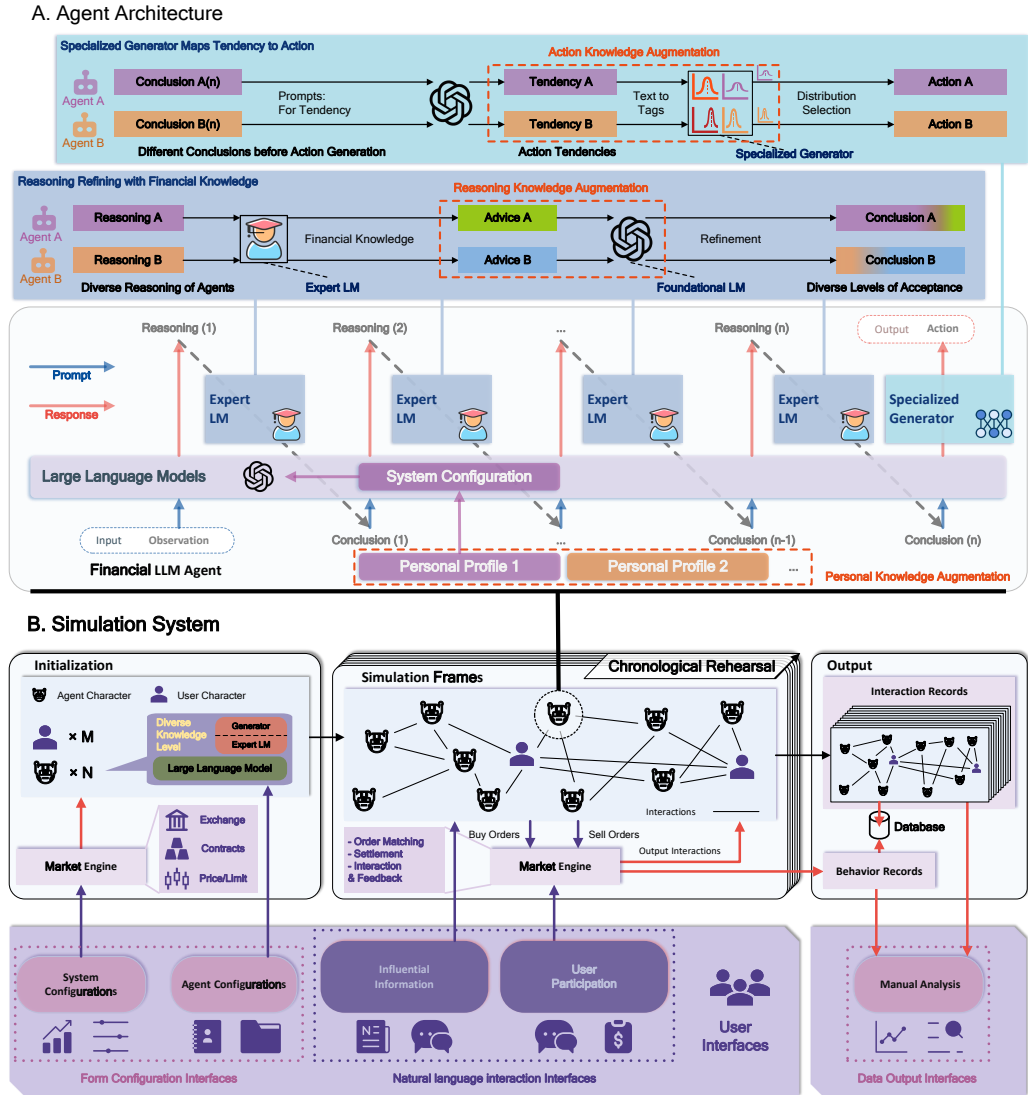 A. Agent Architecture
Specialized Generator Maps Tendency to Action
Action Knowledge Augmentation
Agent A
Conclusion A(n)
Prompts:
For Tendency
Tendency A
Text to
Tags
Distribution
Selection
Action A
Agent B
Conclusion B(n)
Tendency B
Action B
Different Conclusions before Action Generation
Action Tendencies
Specialized Generator
Reasoning Refining with Financial Knowledge
Reasoning Knowledge Augmentation
Agent A
Reasoning A
Financial Knowledge
Advice A
Refinement
Conclusion A
Agent B
Reasoning B
Advice B
Conclusion B
Diverse Reasoning of Agents
Expert LM
Foundational LM
Diverse Levels of Acceptance
Reasoning (1)
Reasoning (2)
...
Reasoning (n)
Output Action
Prompt
Response
Expert
LM
Expert
LM
Expert
LM
Expert
LM
Specialized
Generator
Large Language Models
System Configuration
Input Observation
Conclusion (1)
...
Conclusion (n-1)
Conclusion (n)
Financial LLM Agent
Personal Profile 1
Personal Profile 2
...
Personal Knowledge Augmentation
B. Simulation System
Initialization
Agent Character
User Character
× M
× N
Diverse
Knowledge
Level
Generator
Expert LM
Large Language Model
Market Engine
Exchange
Contracts
Price/Limit
Simulation Frames
Chronological Rehearsal
Interactions
Buy Orders
Sell Orders
Output Interactions
- Order Matching
- Settlement
- Interaction
& Feedback
Market Engine
Output
Interaction Records
Database
Behavior Records
System
Configurations
Agent Configurations
Form Configuration Interfaces
Influential
Information
User
Participation
Natural language interaction Interfaces
User
Interfaces
Manual Analysis
Data Output Interfaces